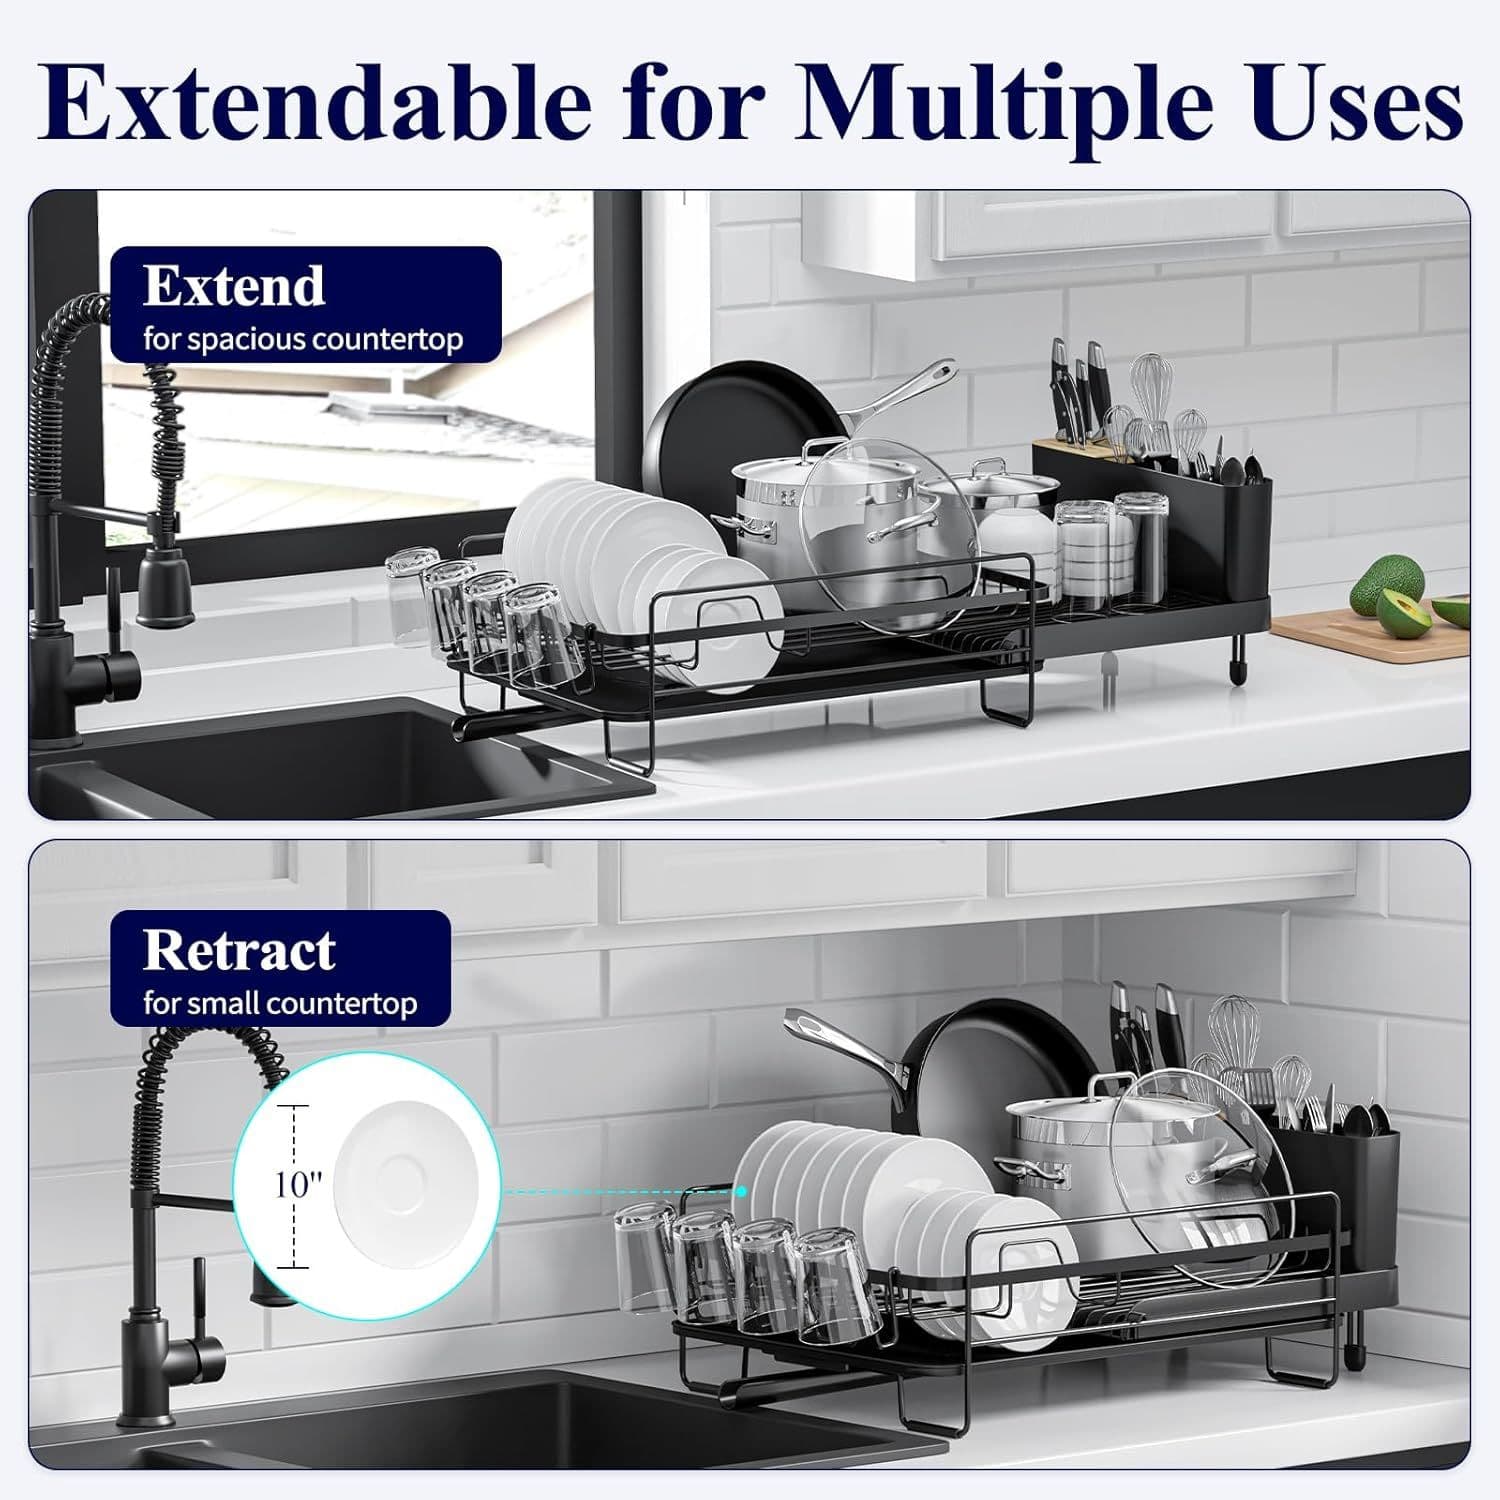 Extendable for Multiple Uses
Extend
for spacious countertop
Retract
for small countertop
10"